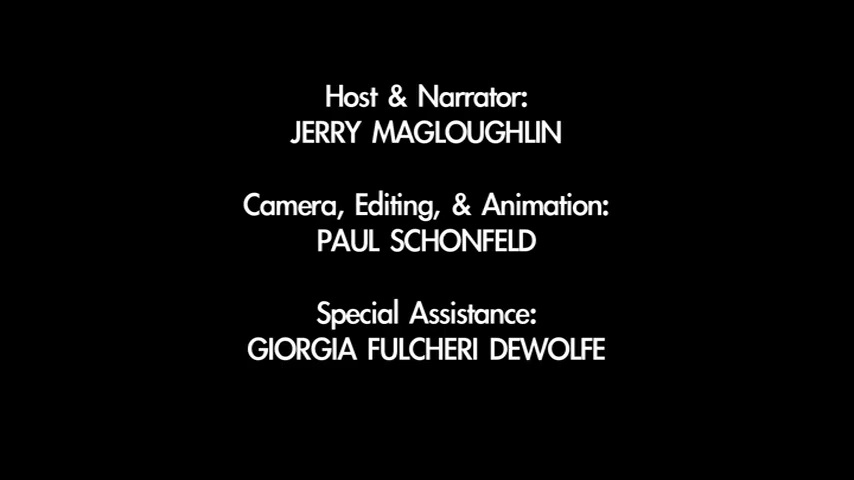 Host & Narrator:
JERRY MAGLOUGHLIN
Camera, Editing, & Animation:
PAUL SCHONFELD
Special Assistance:
GIORGIA FULCHERI DEWOLFE